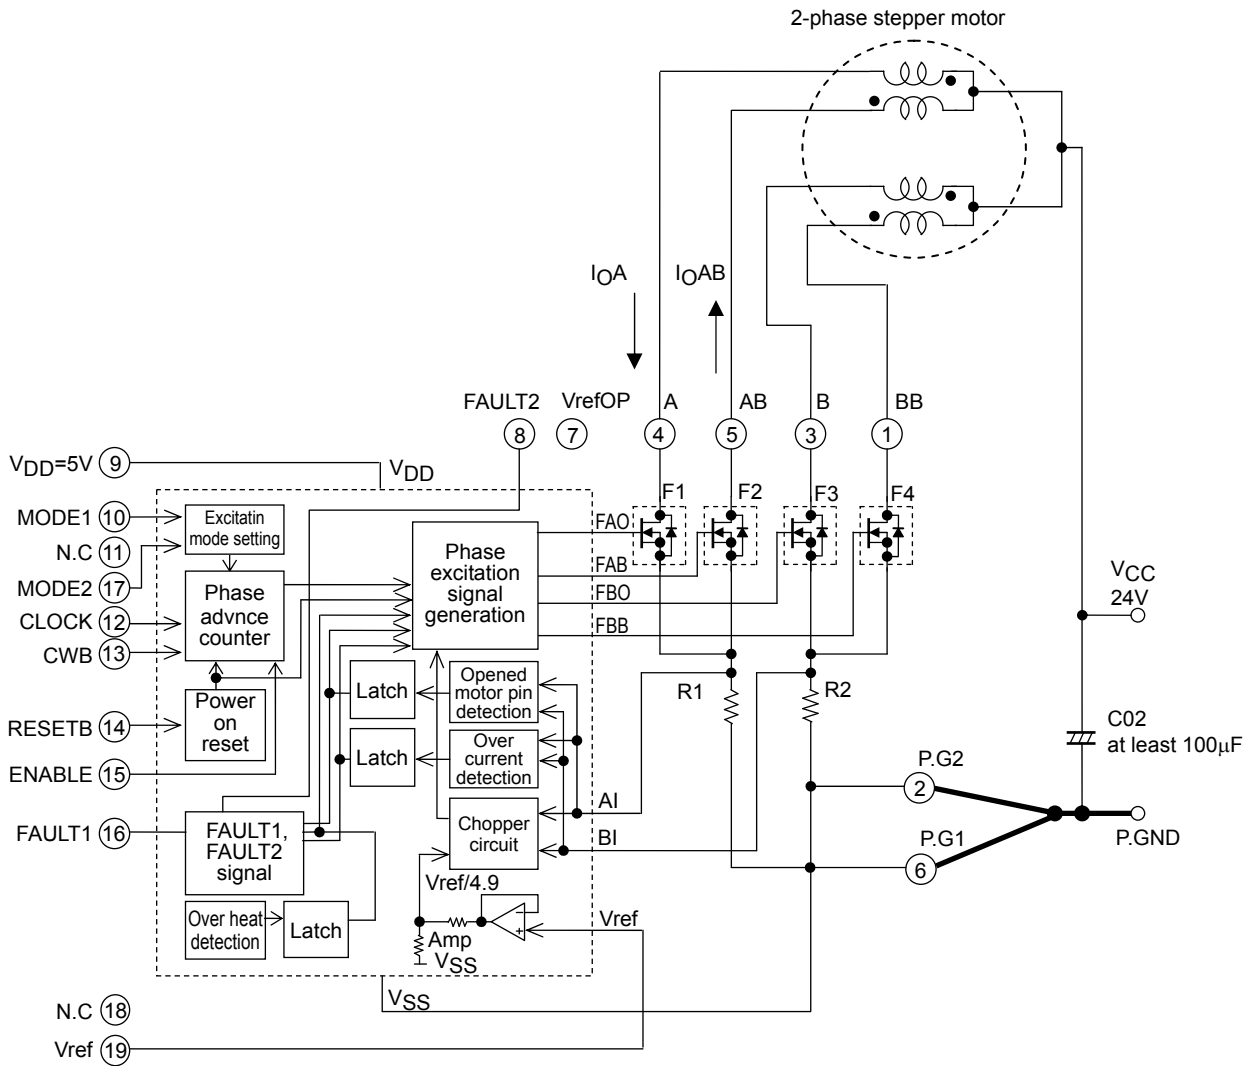 2-phase stepper motor
IOA
IOAB
FAULT2
VrefOP
A
AB
B
BB
8
7
4
5
3
1
VDD=5V
9
VDD
F1
F2
F3
F4
MODE1
10
Excitatin
mode setting
FAO
N.C
11
Phase
excitation
signal
generation
FAB
MODE2
17
Phase
advnce
counter
FBO
VCC
24V
CLOCK
12
FBB
CWB
13
Latch
Opened
motor pin
detection
R1
R2
RESETB
14
Power
on
reset
C02
at least 100μF
Latch
Over
current
detection
ENABLE
15
P.G2
2
AI
FAULT1
16
FAULT1,
FAULT2
signal
Chopper
circuit
BI
P.GND
P.G1
6
Vref/4.9
Over heat
detection
Latch
Vref
Amp
VSS
VSS
N.C
18
Vref
19